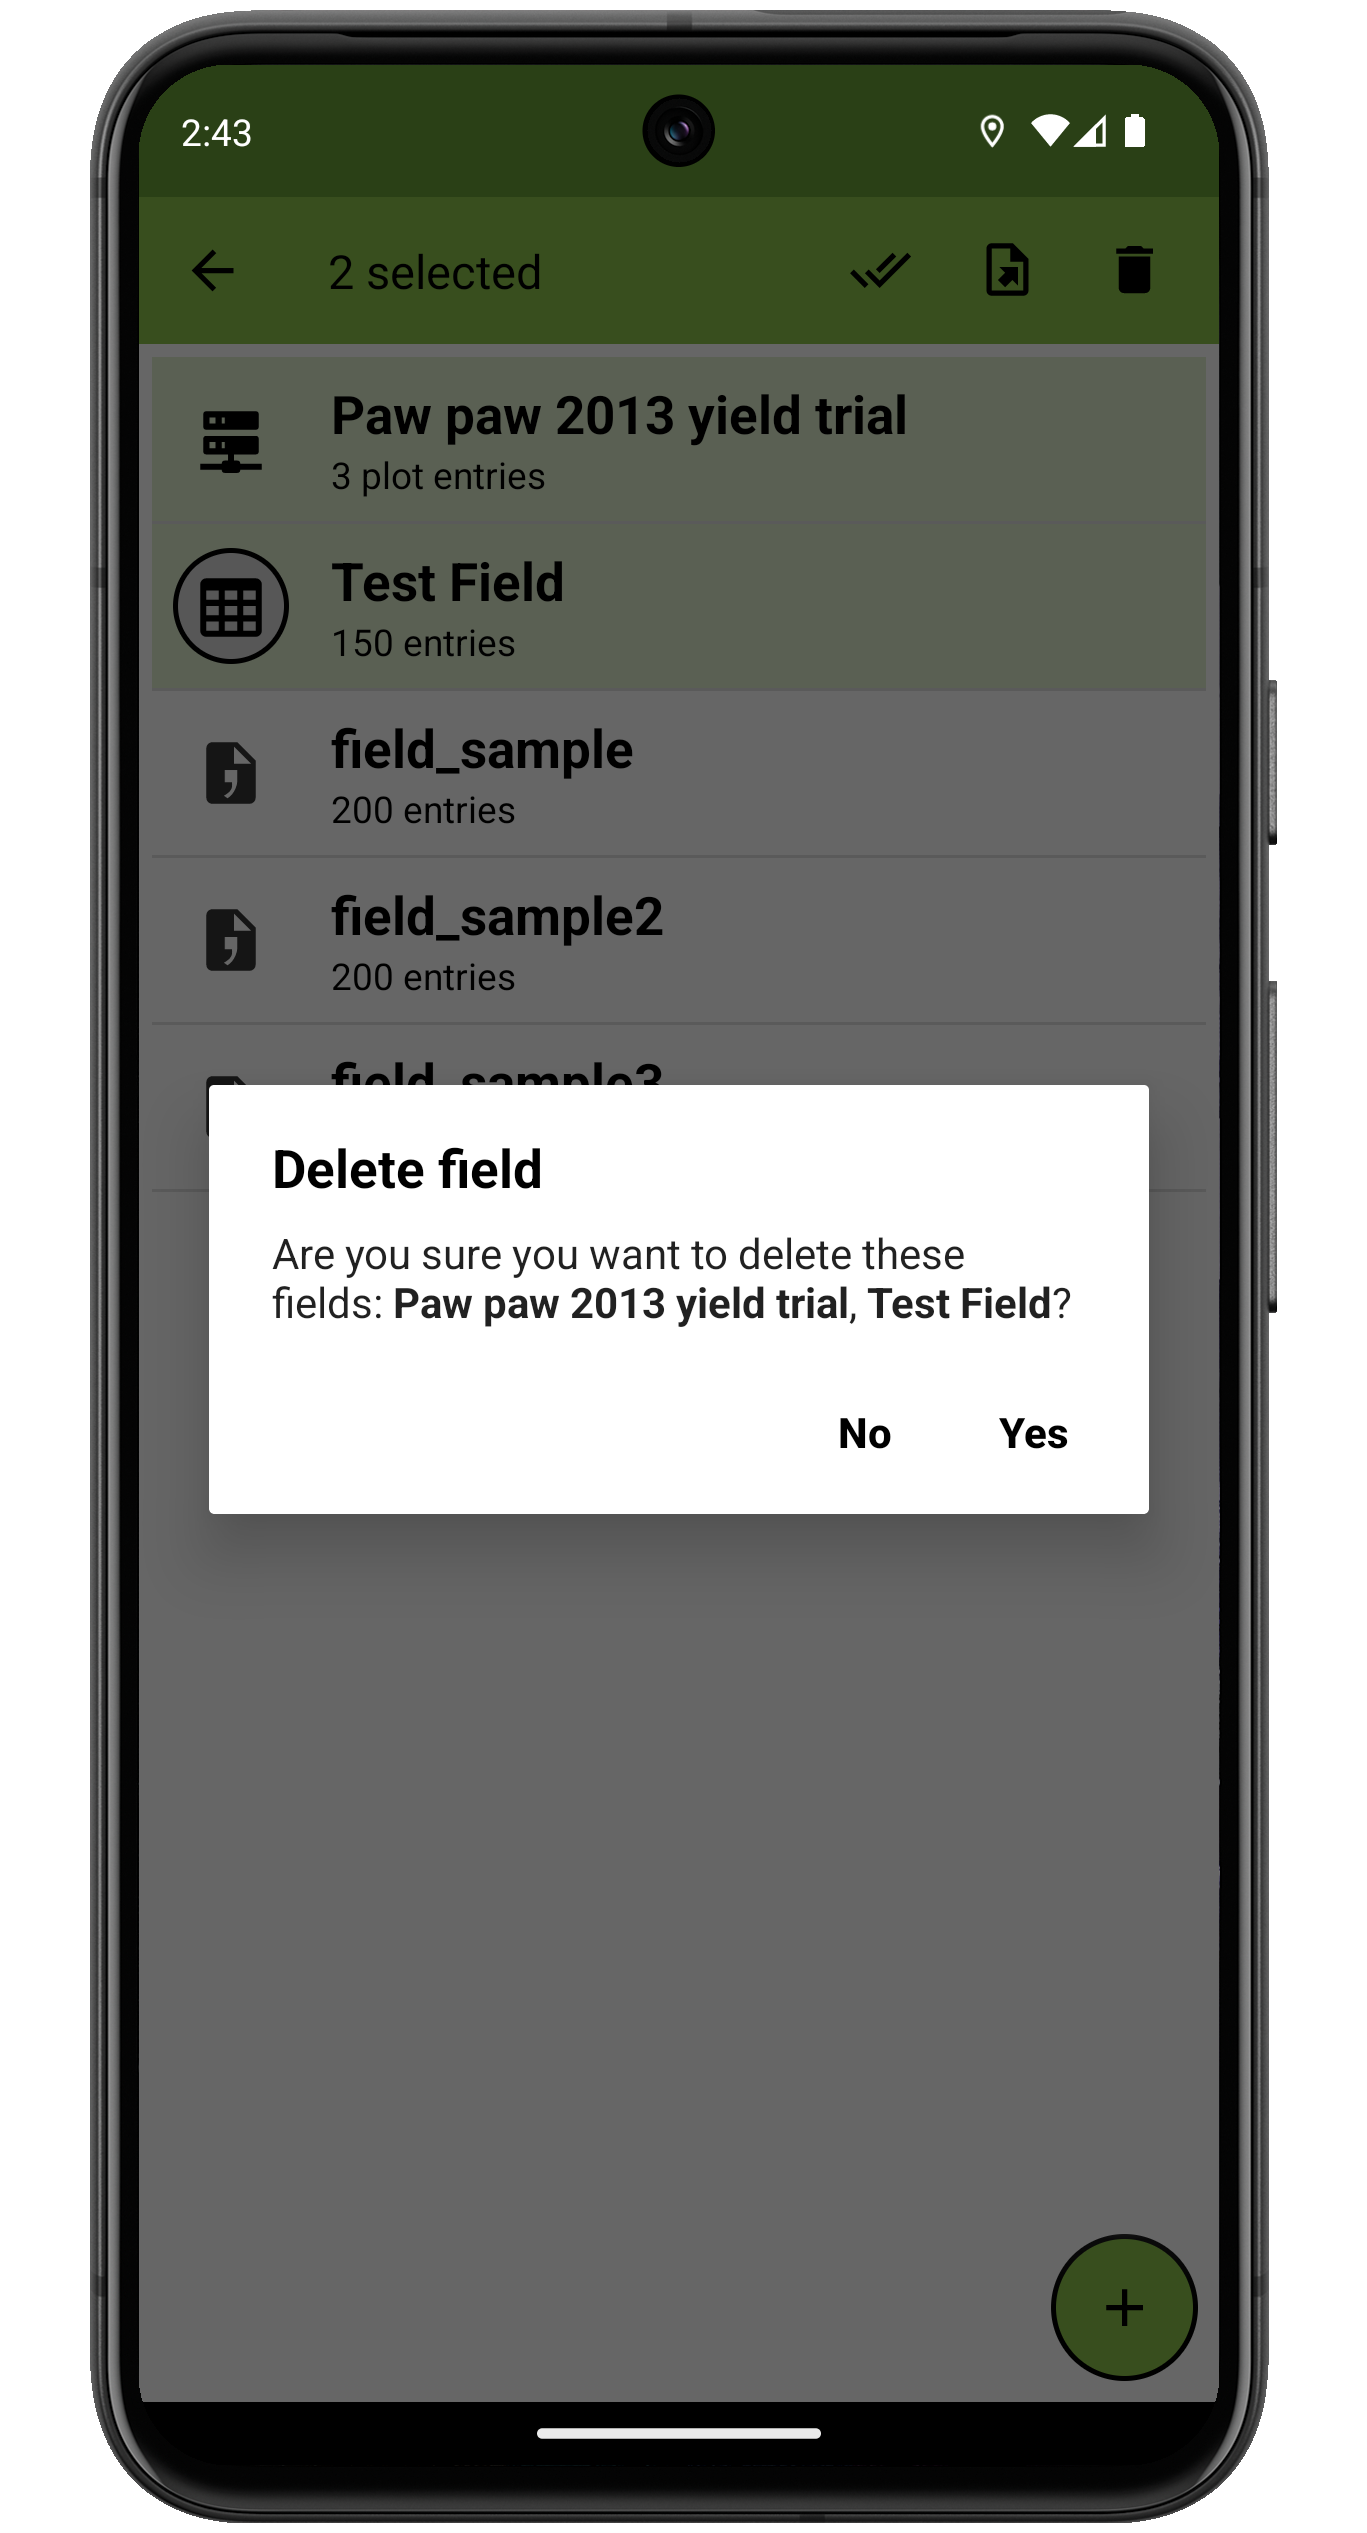 2:43
2 selected
Paw paw 2013 yield trial
3 plot entries
Test Field
150 entries
field_sample
200 entries
field_sample2
200 entries
field_sample3
Delete field
Are you sure you want to delete these
fields: Paw paw 2013 yield trial, Test Field?
No Yes